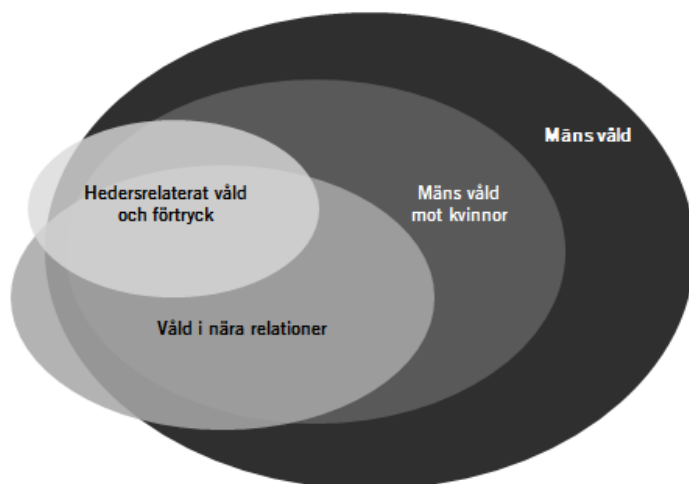 Mäns våld
Hedersrelaterat våld
och förtryck
Mäns våld
mot kvinnor
Våld i nära relationer